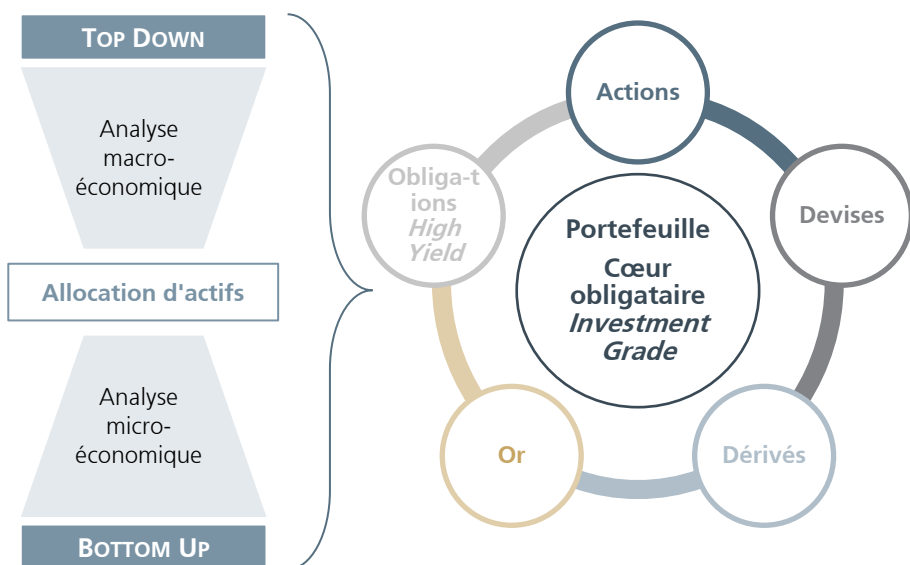 TOP DOWN
Analyse
macro-
économique
Allocation d'actifs
Analyse
micro-
économique
BOTTOM UP
Actions
Devises
Dérivés
Or
Obliga-t
ions
High
Yield
Portefeuille
Cœur
obligataire
Investment
Grade